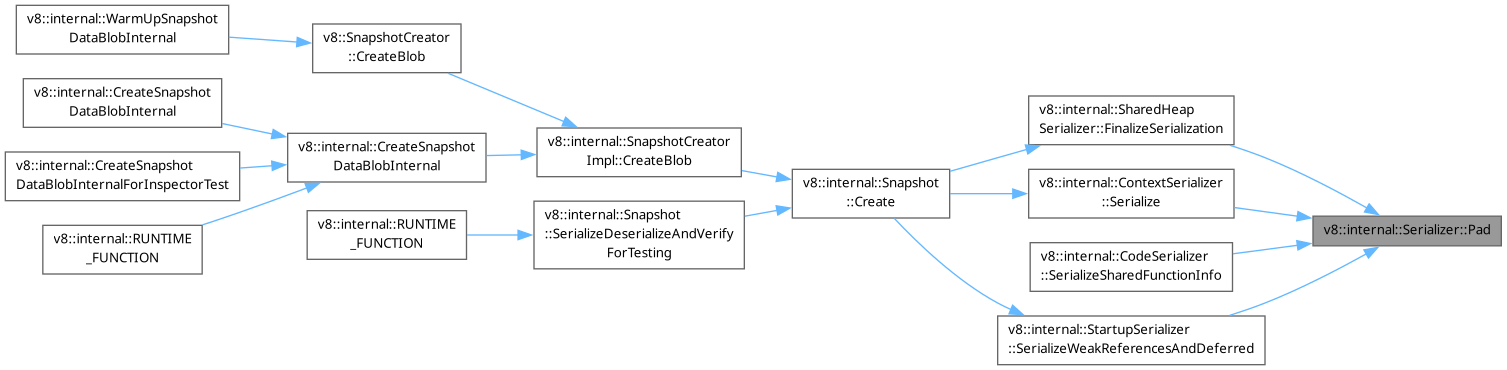 v8::internal::WarmUpSnapshot
DataBlobInternal
v8::SnapshotCreator
::CreateBlob
v8::internal::CreateSnapshot
DataBlobInternal
v8::internal::CreateSnapshot
DataBlobInternalForInspectorTest
v8::internal::RUNTIME
_FUNCTION
v8::internal::CreateSnapshot
DataBlobInternal
v8::internal::RUNTIME
_FUNCTION
v8::internal::SnapshotCreator
Impl::CreateBlob
v8::internal::Snapshot
::SerializeDeserializeAndVerify
ForTesting
v8::internal::Snapshot
::Create
v8::internal::SharedHeap
Serializer::FinalizeSerialization
v8::internal::ContextSerializer
::Serialize
v8::internal::CodeSerializer
::SerializeSharedFunctionInfo
v8::internal::StartupSerializer
::SerializeWeakReferencesAndDeferred
v8::internal::Serializer::Pad